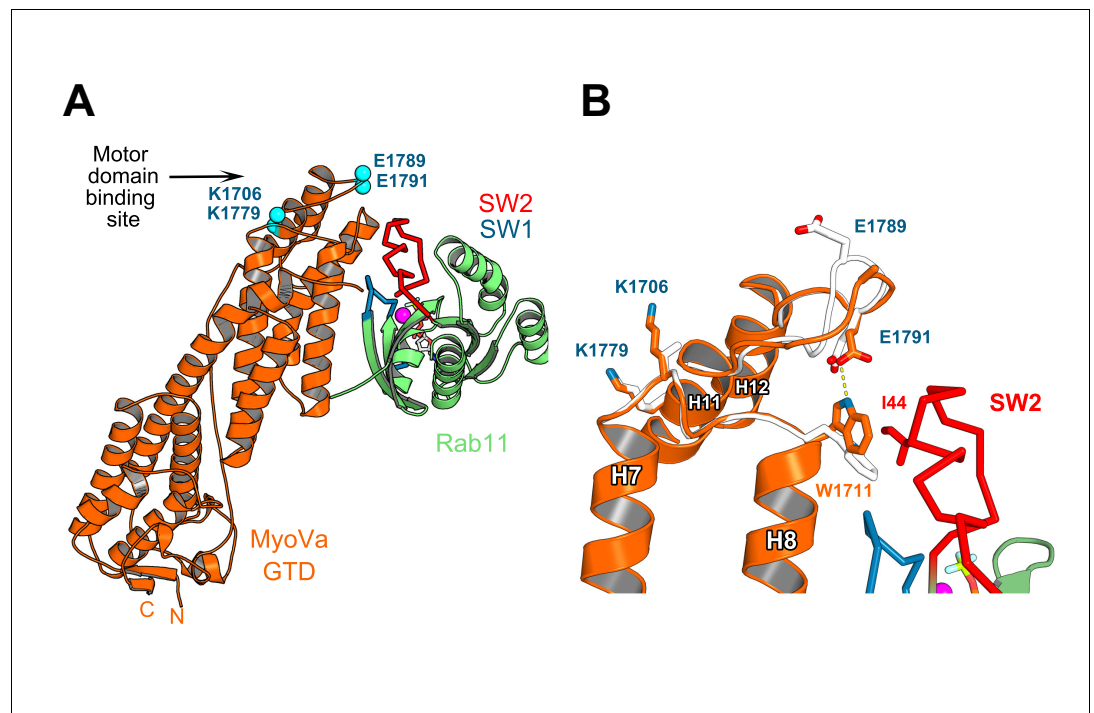 A
Motor
domain
binding
site
E1789
E1791
K1706
K1779
SW2
SW1
Rab11
MyoVa
GTD
C
N
B
E1789
K1706
E1791
K1779
H12
H11
I44
SW2
H7
W1711
H8